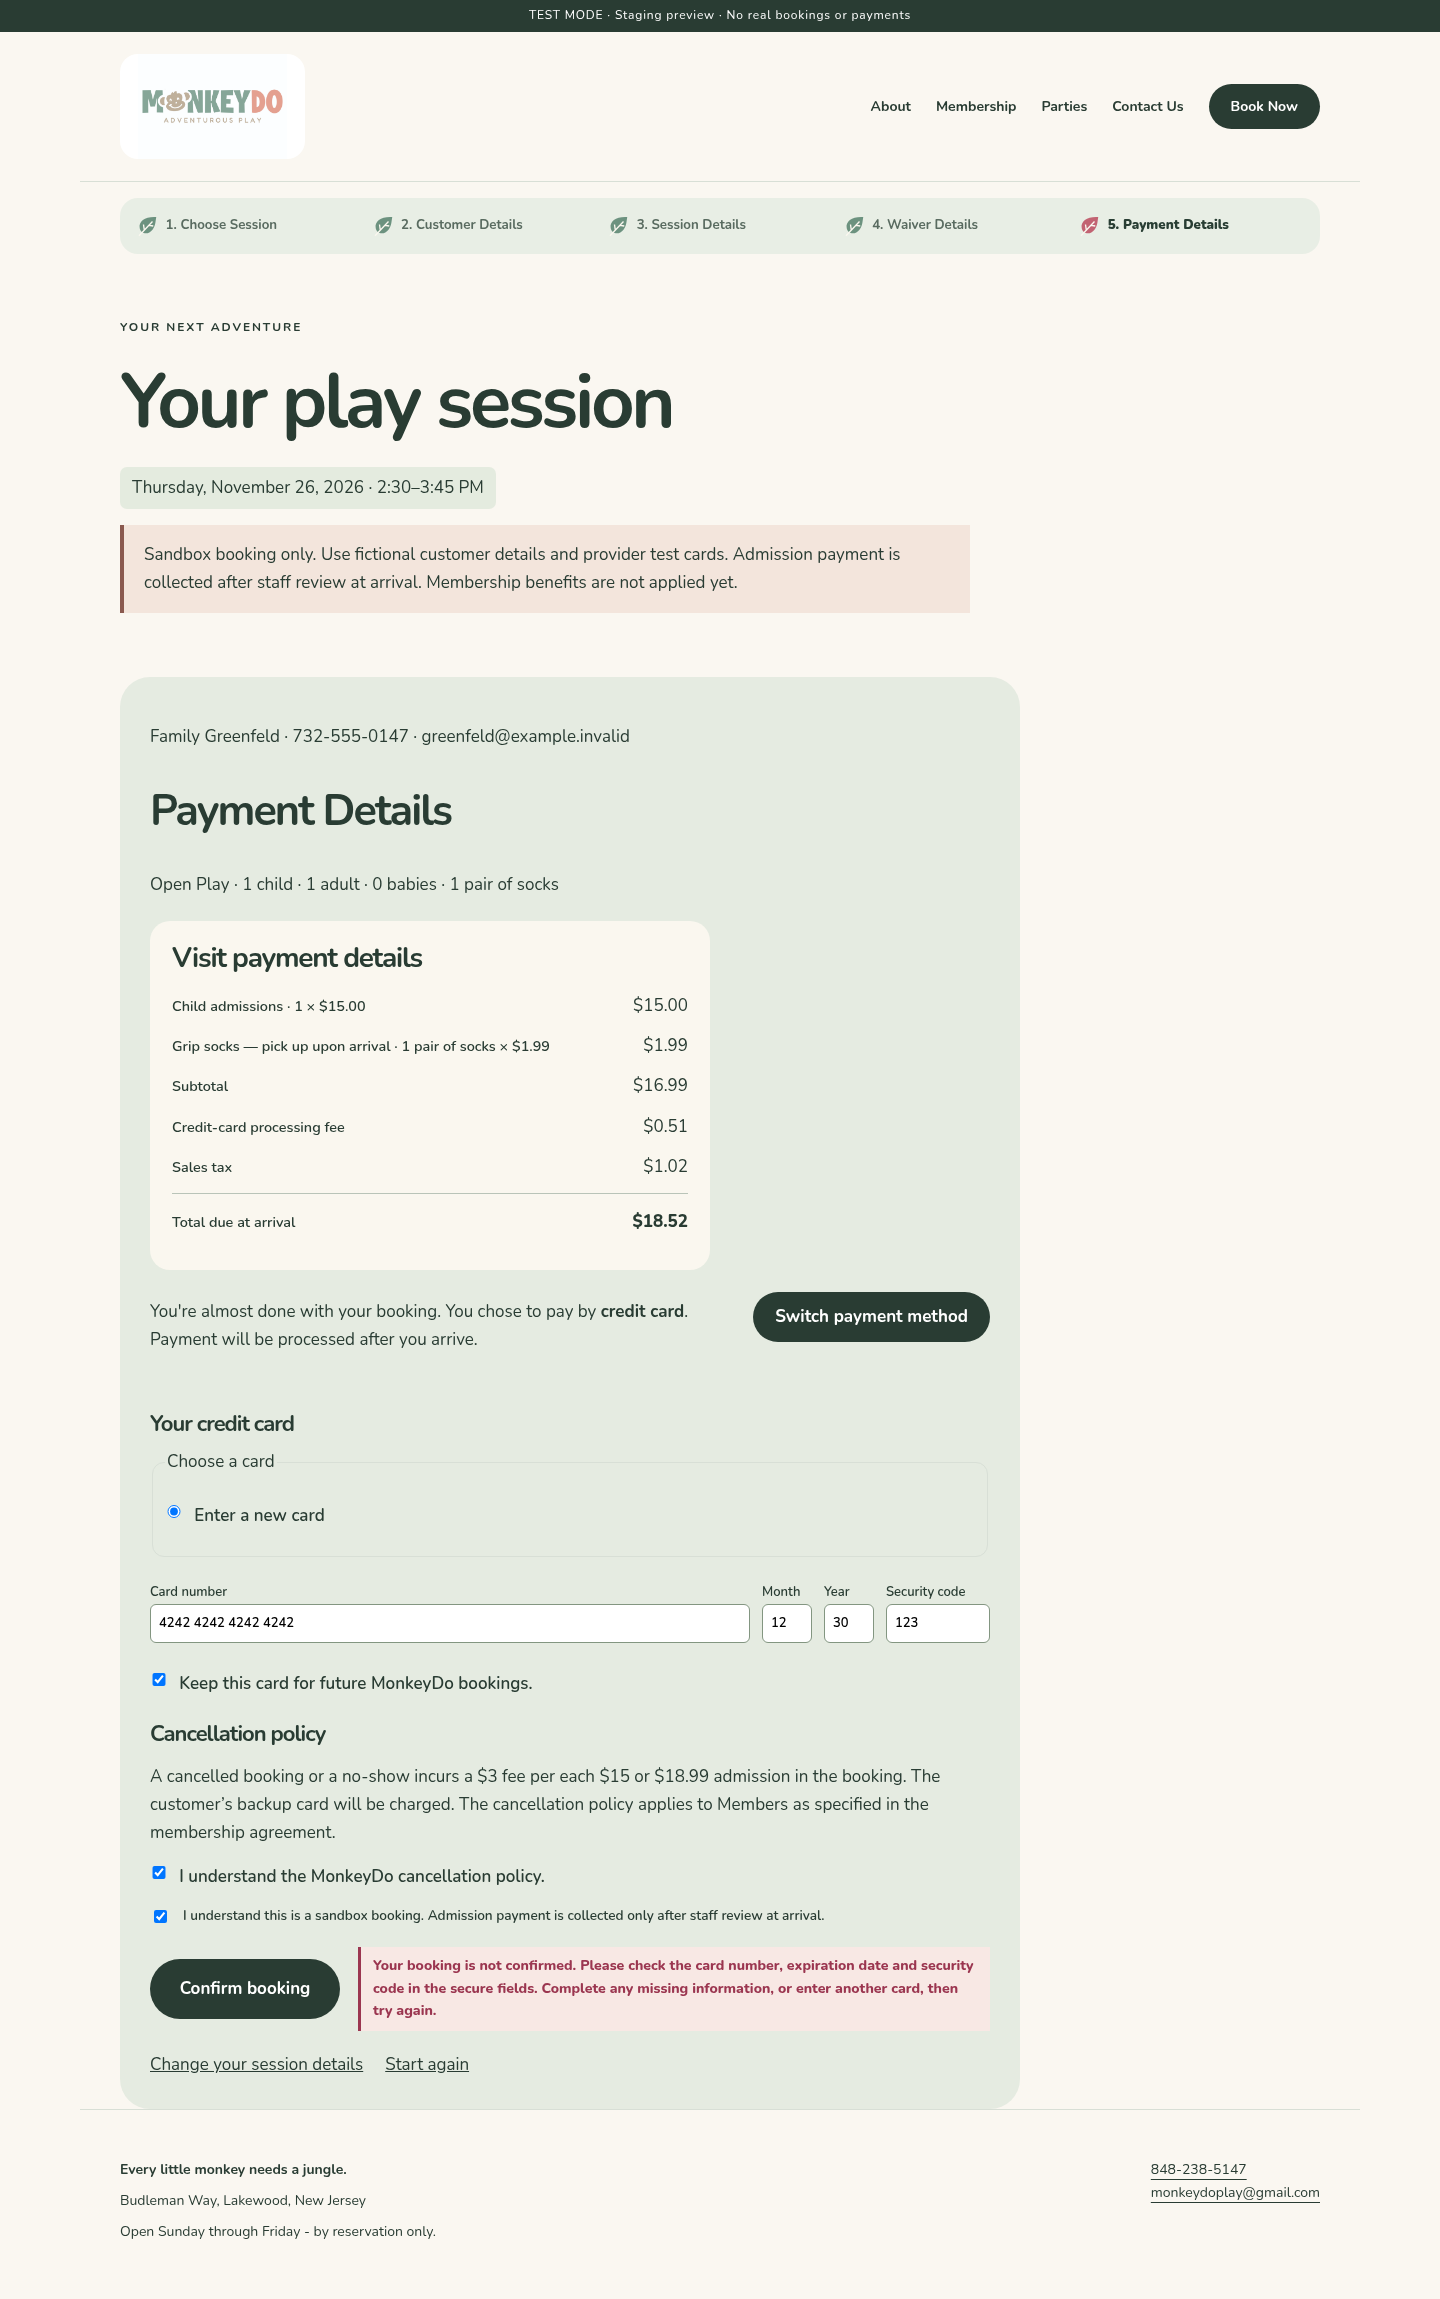 TEST MODE · Staging preview · No real bookings or payments
MONKEYDO
ADVENTUROUS PLAY
About
Membership
Parties
Contact Us
Book Now
1. Choose Session
2. Customer Details
3. Session Details
4. Waiver Details
5. Payment Details
YOUR NEXT ADVENTURE
Your play session
Thursday, November 26, 2026 · 2:30–3:45 PM
Sandbox booking only. Use fictional customer details and provider test cards. Admission payment is
collected after staff review at arrival. Membership benefits are not applied yet.
Family Greenfeld · 732-555-0147 · greenfeld@example.invalid
Payment Details
Open Play · 1 child · 1 adult · 0 babies · 1 pair of socks
Visit payment details
Child admissions · 1 × $15.00 $15.00
Grip socks — pick up upon arrival · 1 pair of socks × $1.99 $1.99
Subtotal $16.99
Credit-card processing fee $0.51
Sales tax $1.02
Total due at arrival $18.52
You're almost done with your booking. You chose to pay by credit card.
Payment will be processed after you arrive.
Switch payment method
Your credit card
Choose a card
Enter a new card
Card number Month Year Security code
4242 4242 4242 4242 12 30 123
Keep this card for future MonkeyDo bookings.
Cancellation policy
A cancelled booking or a no-show incurs a $3 fee per each $15 or $18.99 admission in the booking. The
customer’s backup card will be charged. The cancellation policy applies to Members as specified in the
membership agreement.
I understand the MonkeyDo cancellation policy.
I understand this is a sandbox booking. Admission payment is collected only after staff review at arrival.
Confirm booking
Your booking is not confirmed. Please check the card number, expiration date and security
code in the secure fields. Complete any missing information, or enter another card, then
try again.
Change your session details Start again
Every little monkey needs a jungle.
Budleman Way, Lakewood, New Jersey
Open Sunday through Friday - by reservation only.
848-238-5147
monkeydoplay@gmail.com